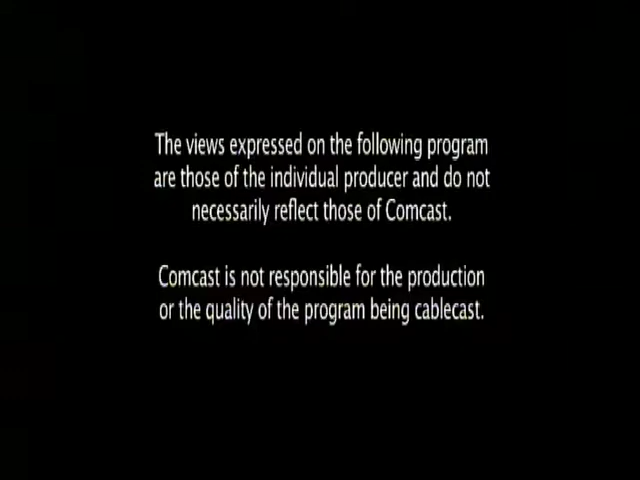 The views expressed on the following program
are those of the individual producer and do not
necessarily reflect those of Comcast.
Comcast is not responsible for the production
or the quality of the program being cablecast.